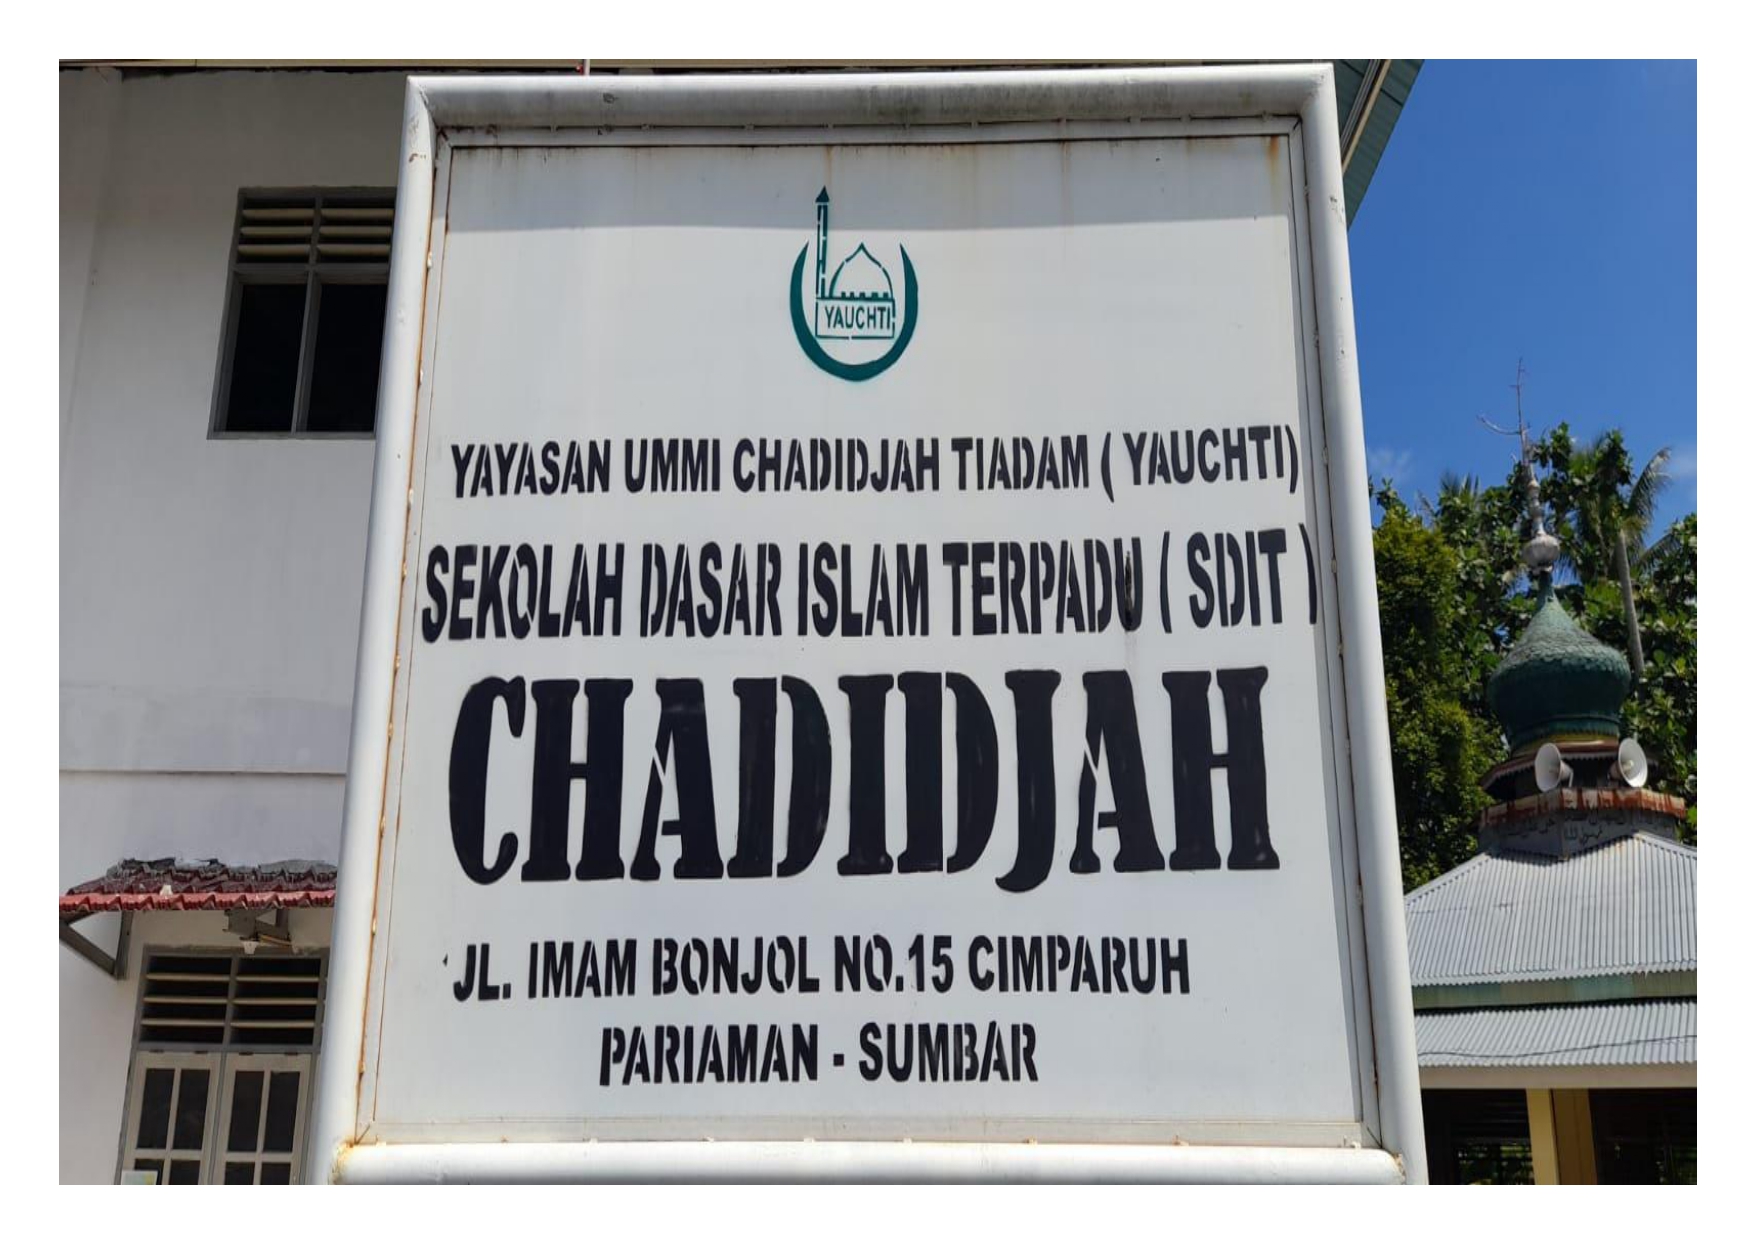 YAUCHTI
YAYASAN UMMI CHADIDJAH TIADAM ( YAUCHTI)
SEKOLAH DASAR ISLAM TERPADU ( SDIT )
CHADIDJAH
JL. IMAM BONJOL NO.15 CIMPARUH
PARIAMAN - SUMBAR